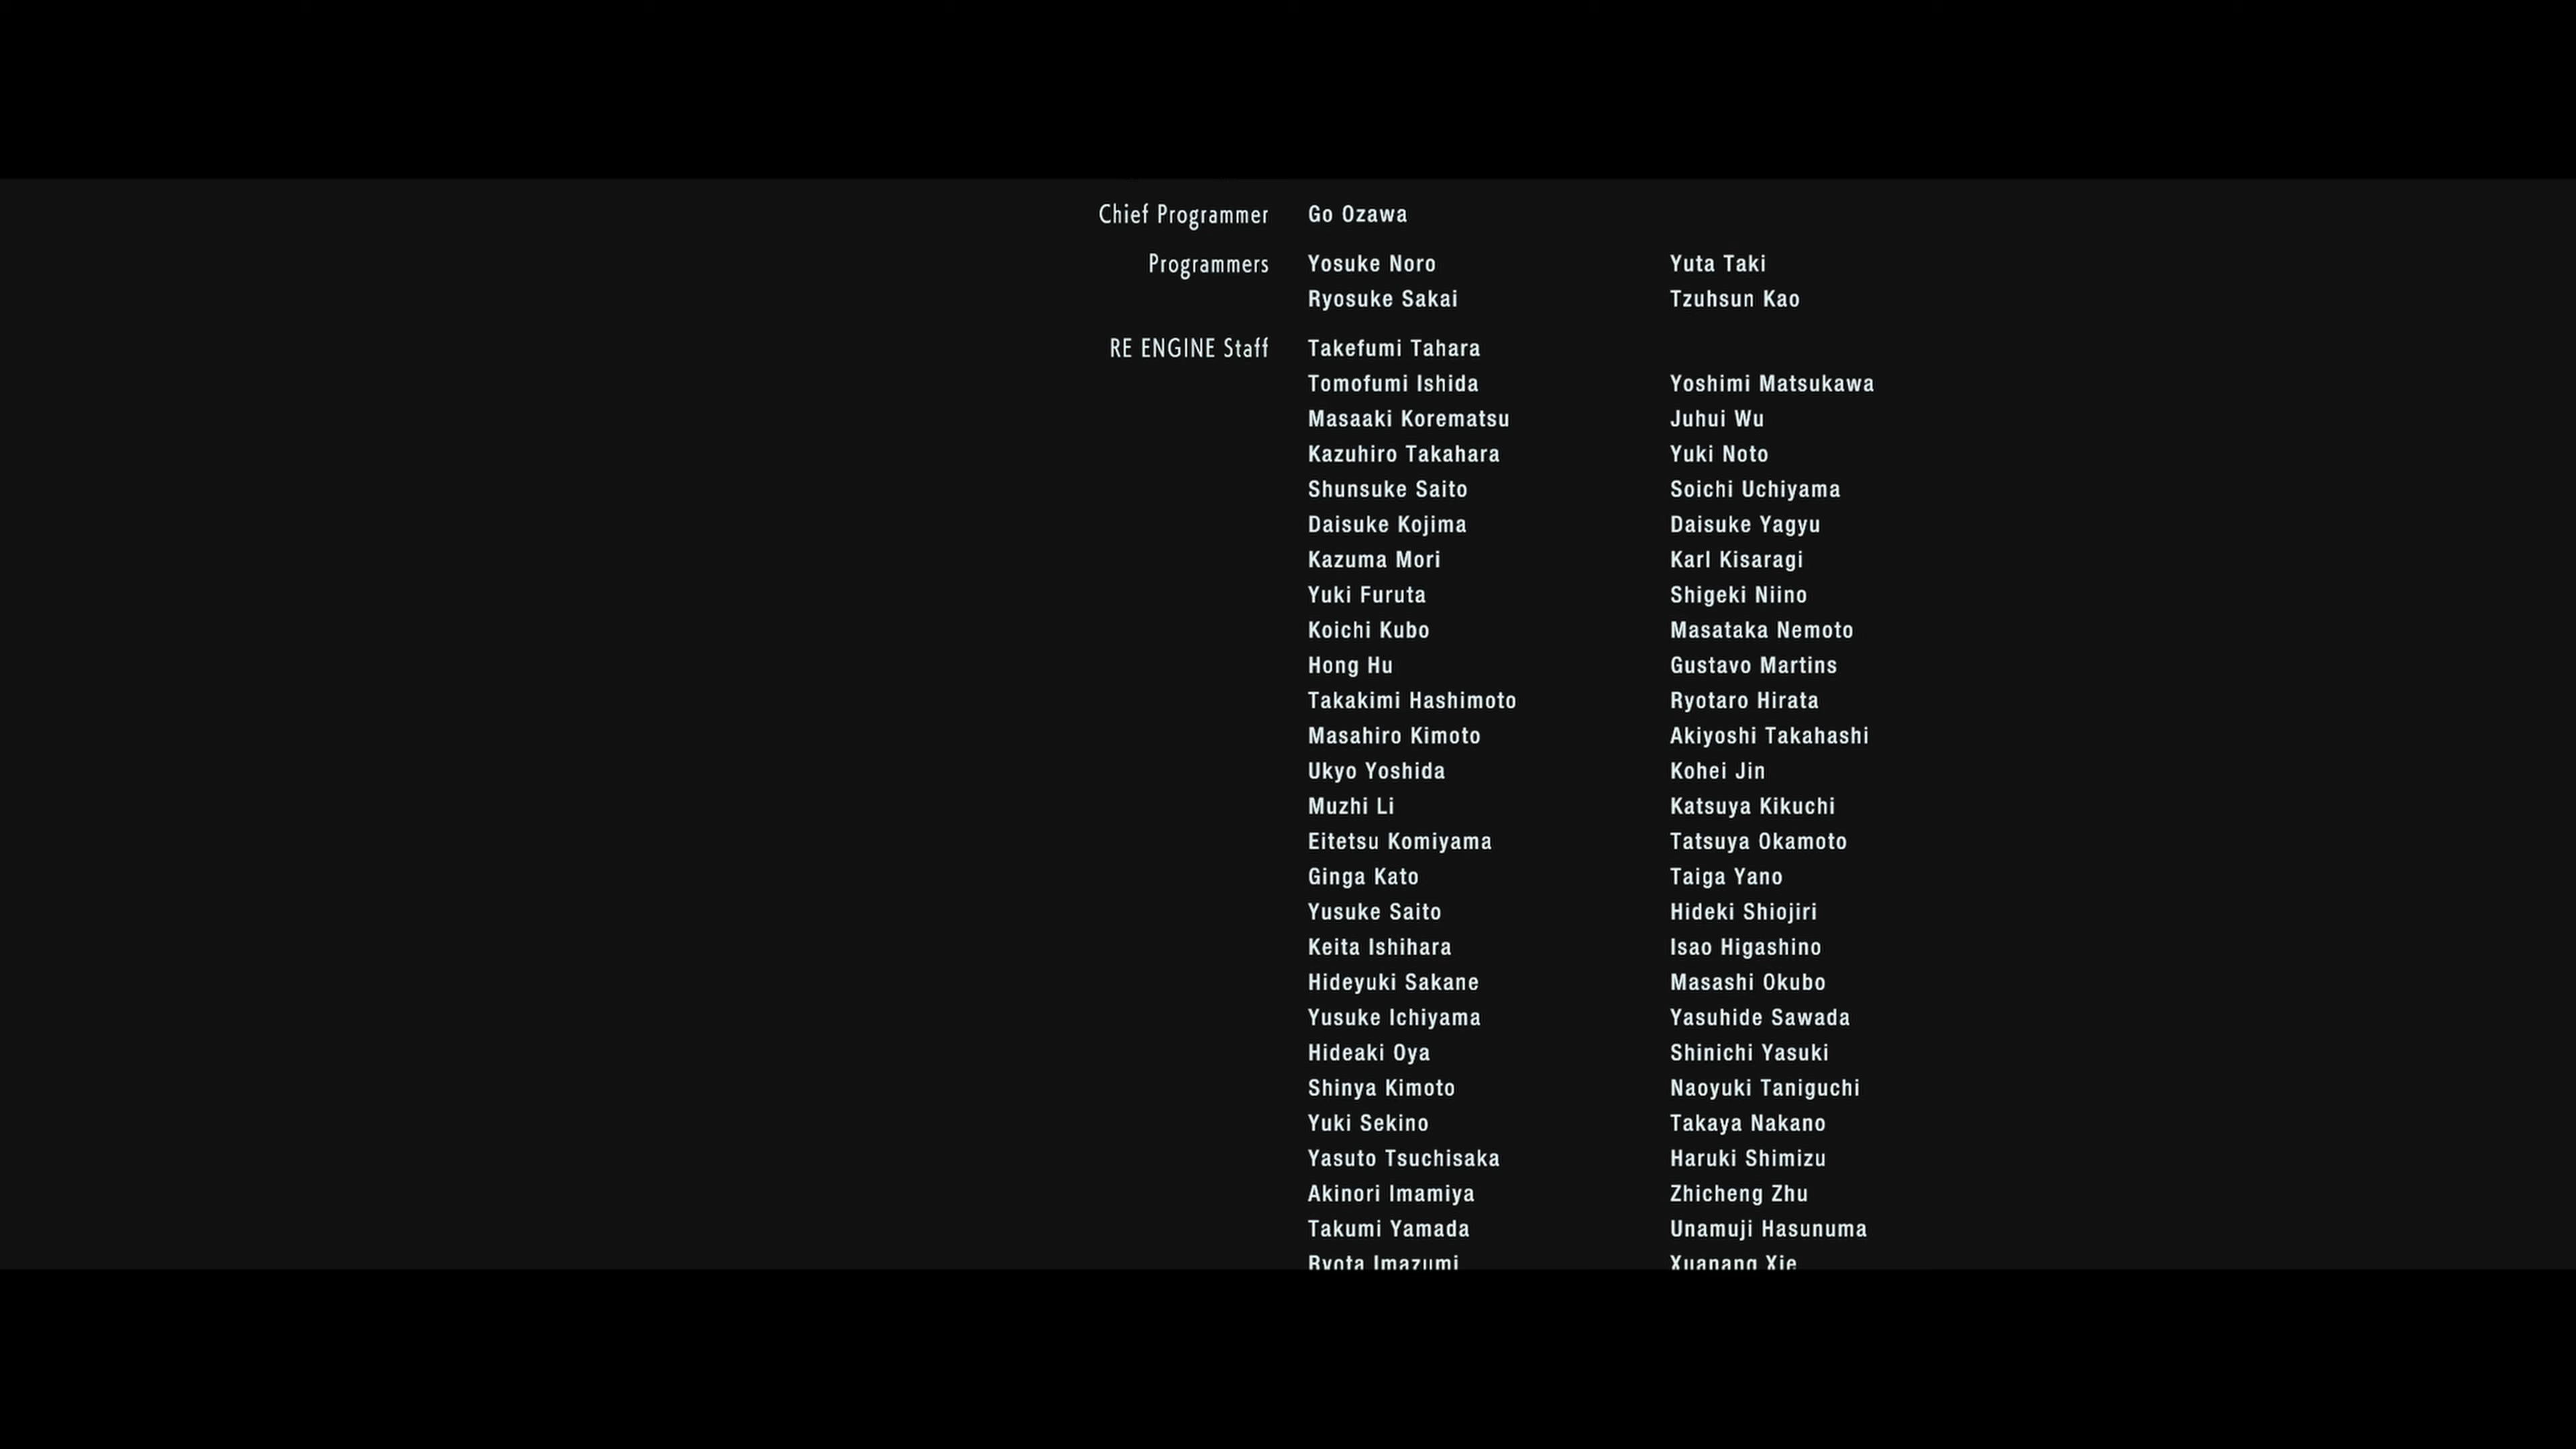 Chief Programmer Go Ozawa
Programmers Yosuke Noro Yuta Taki
Ryosuke Sakai Tzuhsun Kao
RE ENGINE Staff Takefumi Tahara
Tomofumi Ishida Yoshimi Matsukawa
Masaaki Korematsu Juhui Wu
Kazuhiro Takahara Yuki Noto
Shunsuke Saito Soichi Uchiyama
Daisuke Kojima Daisuke Yagyu
Kazuma Mori Karl Kisaragi
Yuki Furuta Shigeki Niino
Koichi Kubo Masataka Nemoto
Hong Hu Gustavo Martins
Takakimi Hashimoto Ryotaro Hirata
Masahiro Kimoto Akiyoshi Takahashi
Ukyo Yoshida Kohei Jin
Muzhi Li Katsuya Kikuchi
Eitetsu Komiyama Tatsuya Okamoto
Ginga Kato Taiga Yano
Yusuke Saito Hideki Shiojiri
Keita Ishihara Isao Higashino
Hideyuki Sakane Masashi Okubo
Yusuke Ichiyama Yasuhide Sawada
Hideaki Oya Shinichi Yasuki
Shinya Kimoto Naoyuki Taniguchi
Yuki Sekino Takaya Nakano
Yasuto Tsuchisaka Haruki Shimizu
Akinori Imamiya Zhicheng Zhu
Takumi Yamada Unamuji Hasunuma
Ryota Imazumi Xuanang Xie